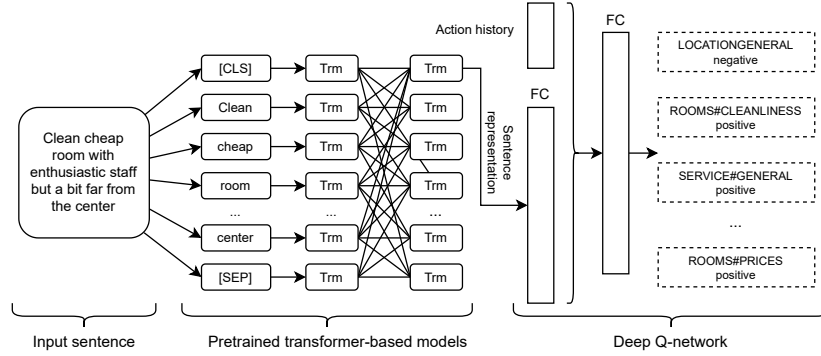 Action history
FC
FC
[CLS]
Trm
Trm
LOCATIONGENERAL
negative
Clean
Trm
Trm
ROOMS#CLEANLINESS
positive
Clean cheap
room with
enthusiastic staff
but a bit far from
the center
cheap
Trm
Trm
Sentence
representation
room
Trm
Trm
SERVICE#GENERAL
positive
...
...
...
...
center
Trm
Trm
[SEP]
Trm
Trm
ROOMS#PRICES
positive
Input sentence
Pretrained transformer-based models
Deep Q-network